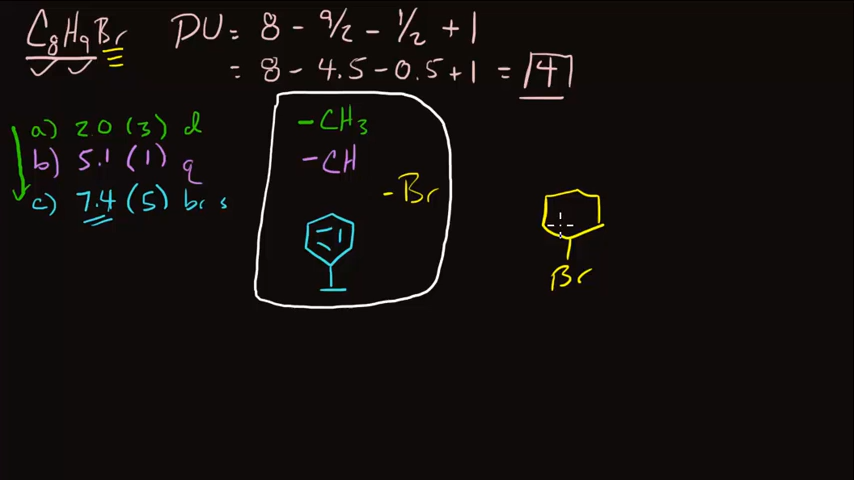 C₈H₉Br DU = 8 - 9/2 - 1/2 + 1
= 8 - 4.5 - 0.5 + 1 = 4
a) 2.0 (3) d
b) 5.1 (1) q
c) 7.4 (5) br s
-CH₃
-CH
-Br
Br